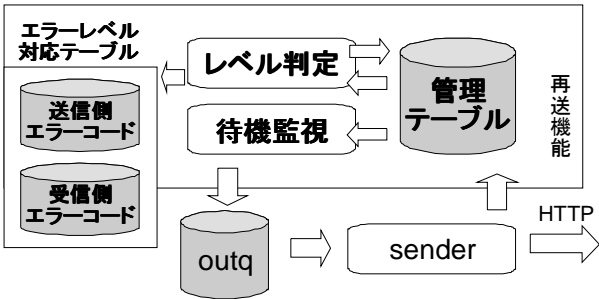 エラーレベル
対応テーブル
レベル判定
管理
テーブル
再送機能
送信側
エラーコード
待機監視
受信側
エラーコード
HTTP
outq
sender